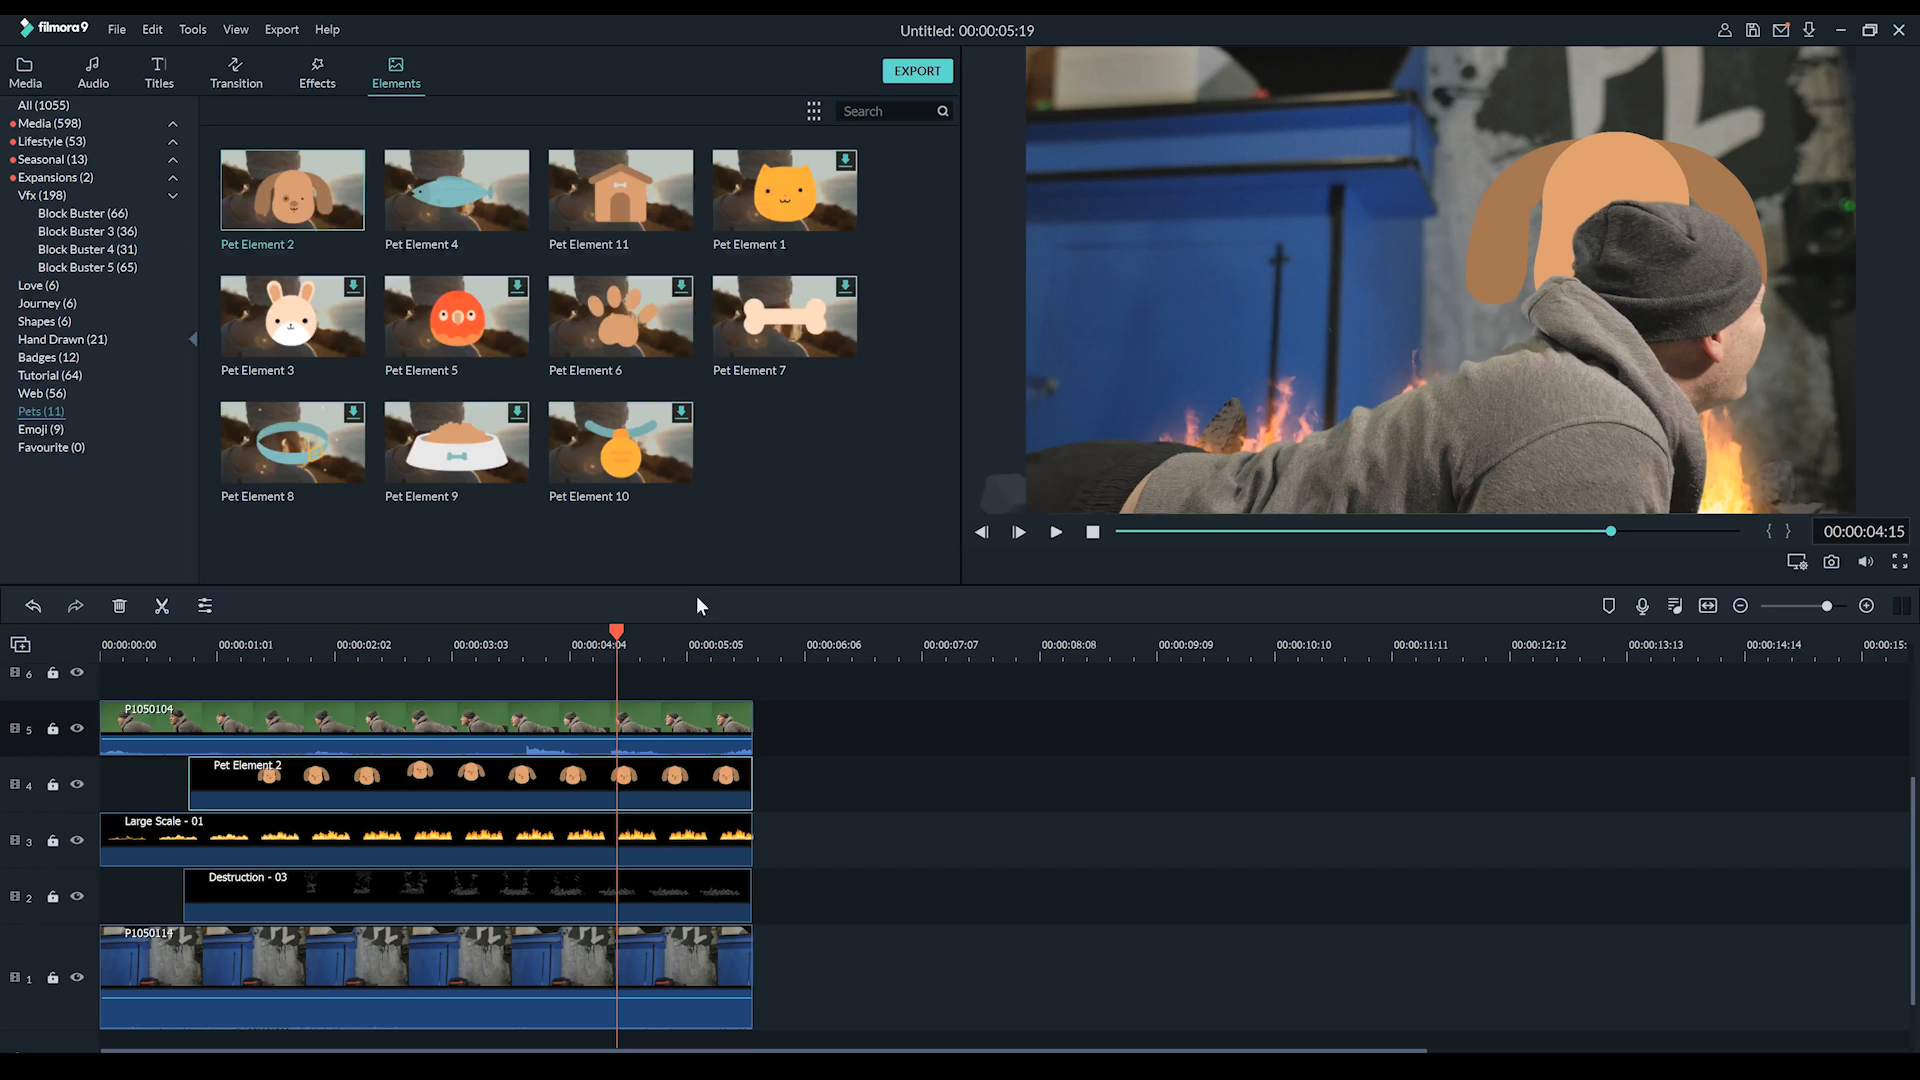 filmora9 File Edit Tools View Export Help Untitled: 00:00:05:19
Media Audio Titles Transition Effects Elements EXPORT
Search
All (1055)
Media (598)
Lifestyle (53)
Seasonal (13)
Expansions (2)
Vfx (198)
Block Buster (66)
Block Buster 3 (36)
Block Buster 4 (31)
Block Buster 5 (65)
Love (6)
Journey (6)
Shapes (6)
Hand Drawn (21)
Badges (12)
Tutorial (64)
Web (56)
Pets (11)
Emoji (9)
Favourite (0)
Pet Element 2 Pet Element 4 Pet Element 11 Pet Element 1
Pet Element 3 Pet Element 5 Pet Element 6 Pet Element 7
Pet Element 8 Pet Element 9 Pet Element 10
{ } 00:00:04:15
00:00:00:00 00:00:01:01 00:00:02:02 00:00:03:03 00:00:04:04 00:00:05:05 00:00:06:06 00:00:07:07 00:00:08:08 00:00:09:09 00:00:10:10 00:00:11:11 00:00:12:12 00:00:13:13 00:00:14:14 00:00:15:
6
P1050104
5
Pet Element 2
4
Large Scale - 01
3
Destruction - 03
2
P1050114
1